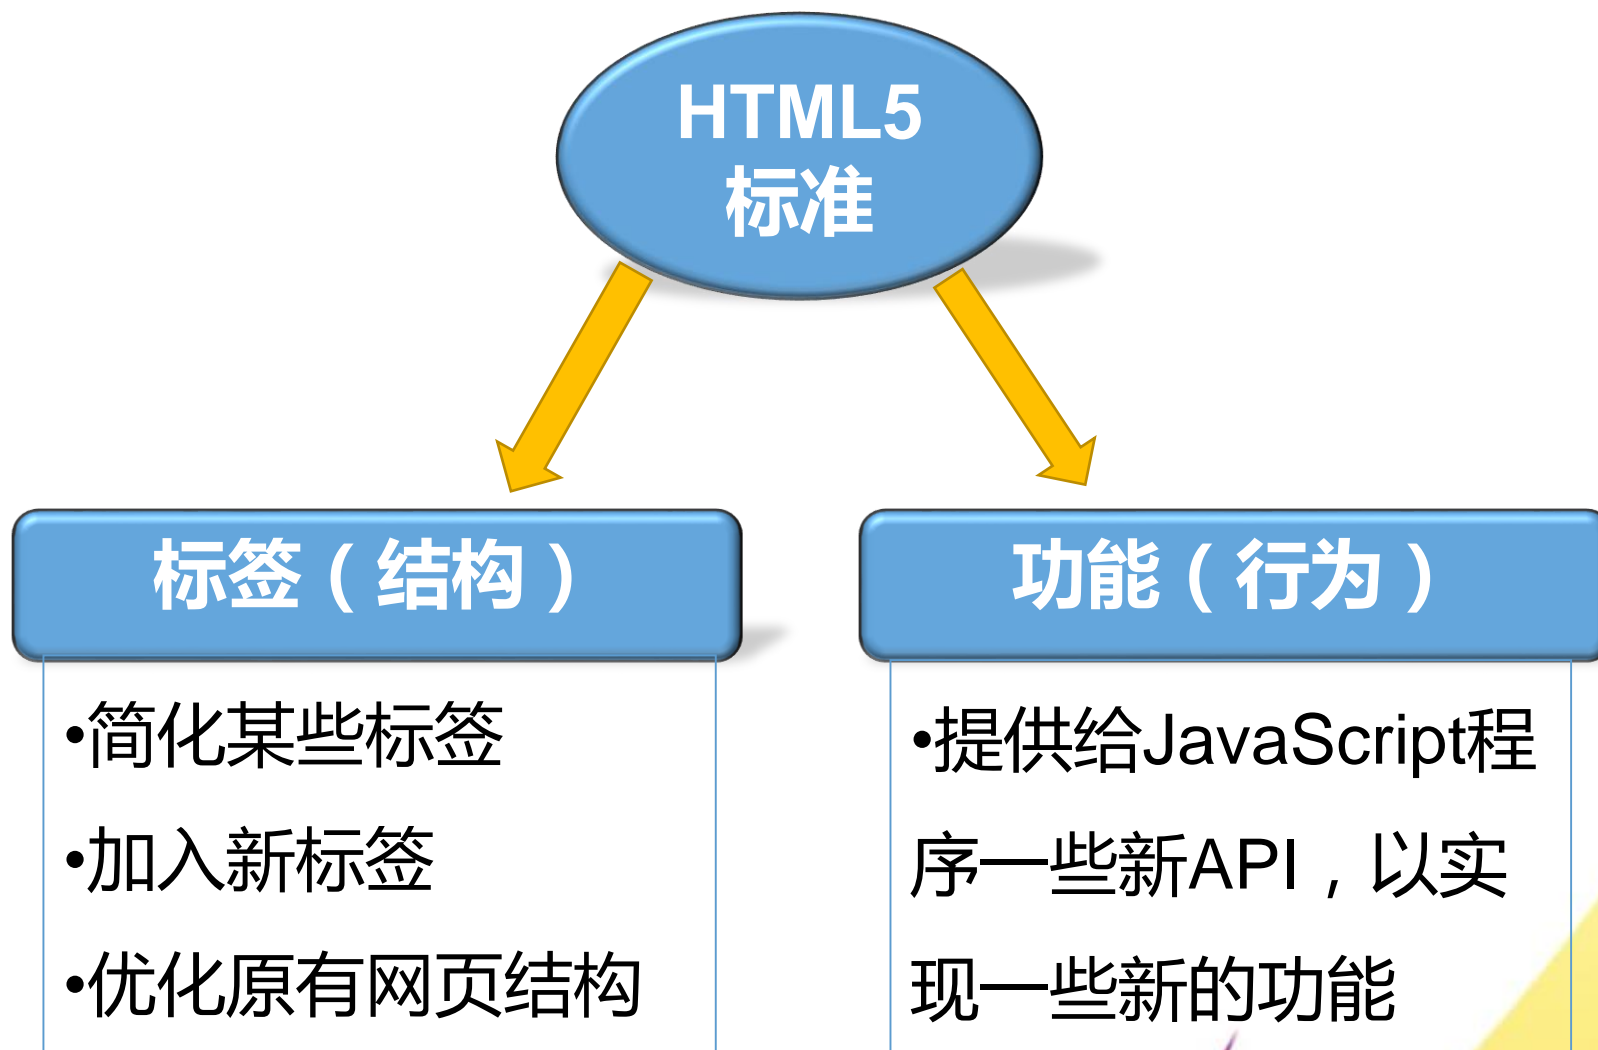 HTML5
标准
标签（结构）
•简化某些标签
•加入新标签
•优化原有网页结构
功能（行为）
•提供给JavaScript程
序一些新API，以实
现一些新的功能